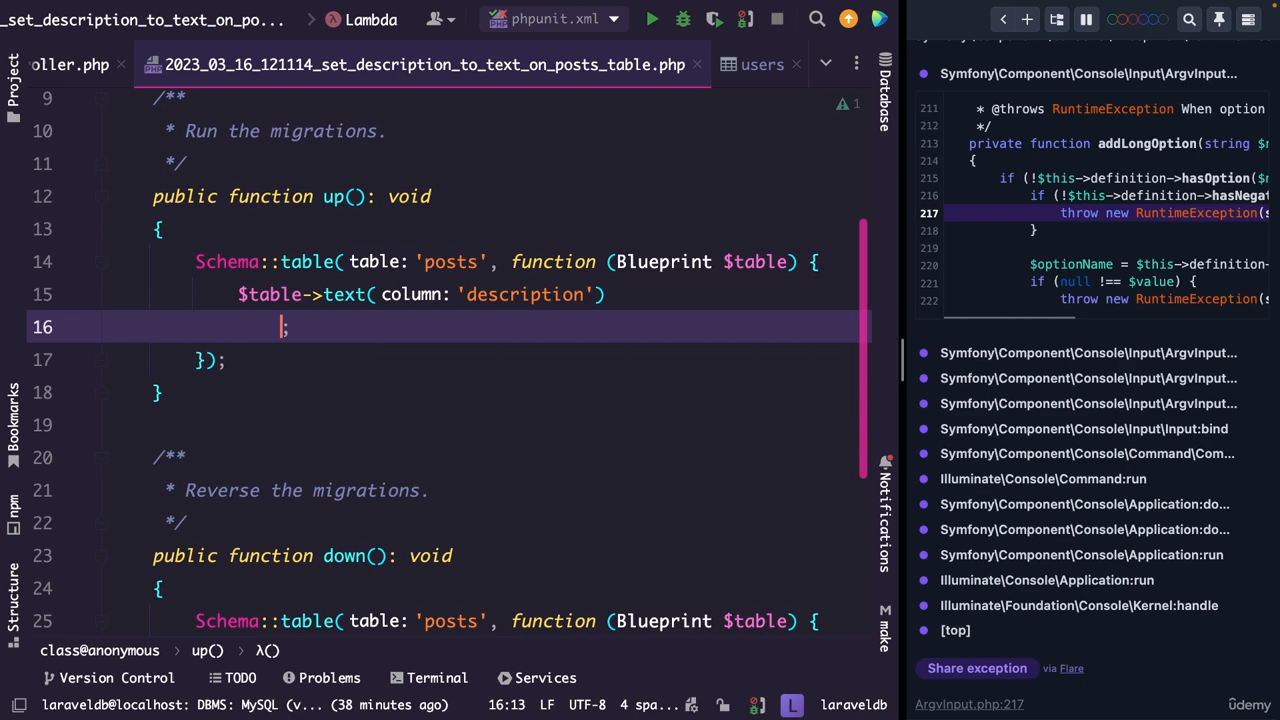 _set_description_to_text_on_po... Lambda phpunit.xml
oller.php 2023_03_16_121114_set_description_to_text_on_posts_table.php users
Project
Bookmarks
npm
Structure
9 /**
10 * Run the migrations.
11 */
12 public function up(): void
13 {
14 Schema::table( table: 'posts', function (Blueprint $table) {
15 $table->text( column: 'description')
16 ;
17 });
18 }
19
20 /**
21 * Reverse the migrations.
22 */
23 public function down(): void
24 {
25 Schema::table( table: 'posts', function (Blueprint $table) {
1
Database
Notifications
make
class@anonymous up() λ()
Version Control TODO Problems Terminal Services
laraveldb@localhost: DBMS: MySQL (v... (38 minutes ago) 16:13 LF UTF-8 4 spa... L laraveldb
Symfony\Component\Console\Input\ArgvInput...
211 * @throws RuntimeException When option
212 */
213 private function addLongOption(string $n
214 {
215 if (!$this->definition->hasOption($n
216 if (!$this->definition->hasNega
217 throw new RuntimeException(s
218 }
219
220 $optionName = $this->definition-
221 if (null !== $value) {
222 throw new RuntimeException(s
Symfony\Component\Console\Input\ArgvInput...
Symfony\Component\Console\Input\ArgvInput...
Symfony\Component\Console\Input\ArgvInput...
Symfony\Component\Console\Input\Input:bind
Symfony\Component\Console\Command\Com...
Illuminate\Console\Command:run
Symfony\Component\Console\Application:do...
Symfony\Component\Console\Application:do...
Symfony\Component\Console\Application:run
Illuminate\Console\Application:run
Illuminate\Foundation\Console\Kernel:handle
[top]
Share exception via Flare
ArgvInput.php:217
ûdemy